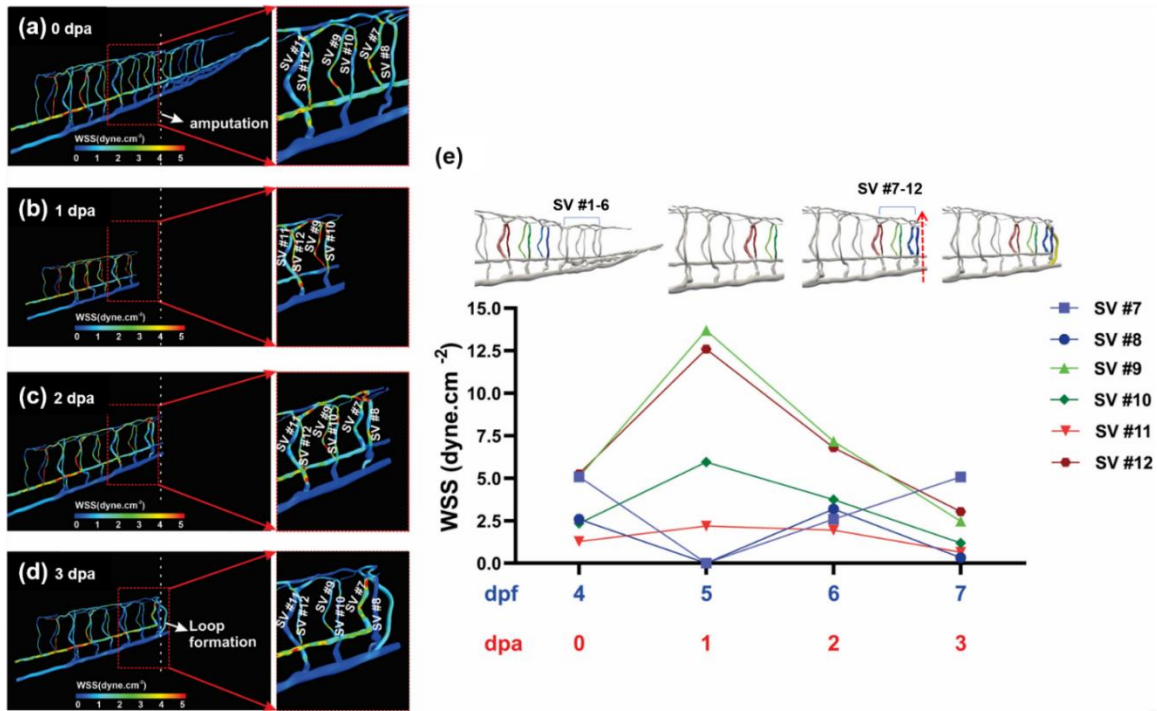 (a) 0 dpa
amputation
WSS(dyne.cm⁻²)
0 1 2 3 4 5
SV #11
SV #12
SV #9
SV #10
SV #7
SV #8
(b) 1 dpa
WSS(dyne.cm⁻²)
0 1 2 3 4 5
SV #11
SV #12
SV #9
SV #10
(c) 2 dpa
WSS(dyne.cm⁻²)
0 1 2 3 4 5
SV #11
SV #12
SV #9
SV #10
SV #7
SV #8
(d) 3 dpa
Loop
formation
WSS(dyne.cm⁻²)
0 1 2 3 4 5
SV #11
SV #12
SV #9
SV #10
SV #7
SV #8
(e)
SV #1-6
SV #7-12
WSS (dyne.cm ⁻²)
15.0
12.5
10.0
7.5
5.0
2.5
0.0
dpf 4 5 6 7
dpa 0 1 2 3
SV #7
SV #8
SV #9
SV #10
SV #11
SV #12